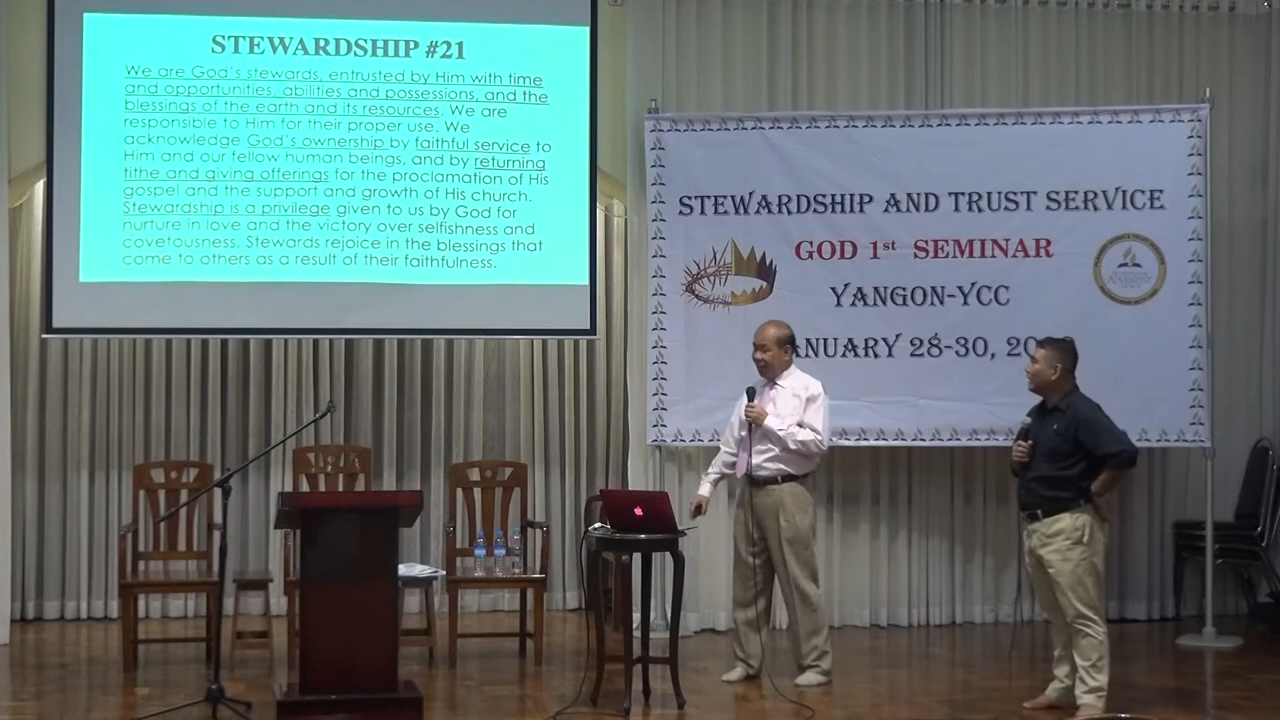 STEWARDSHIP #21
We are God's stewards, entrusted by Him with time
and opportunities, abilities and possessions, and the
blessings of the earth and its resources. We are
responsible to Him for their proper use. We
acknowledge God's ownership by faithful service to
Him and our fellow human beings, and by returning
tithe and giving offerings for the proclamation of His
gospel and the support and growth of His church.
Stewardship is a privilege given to us by God for
nurture in love and the victory over selfishness and
covetousness. Stewards rejoice in the blessings that
come to others as a result of their faithfulness.
STEWARDSHIP AND TRUST SERVICE
GOD 1st SEMINAR
YANGON-YCC
ANUARY 28-30, 20
ADVENTIST
CHURCH